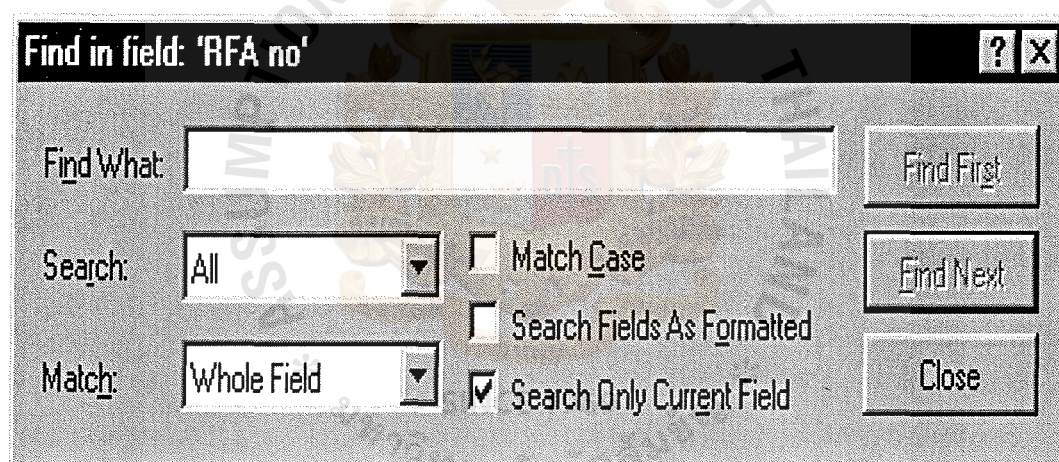 Find in field: 'RFA no'
Find What:
Find First
Search: All
Match Case
Find Next
Search Fields As Formatted
Match: Whole Field
Search Only Current Field
Close